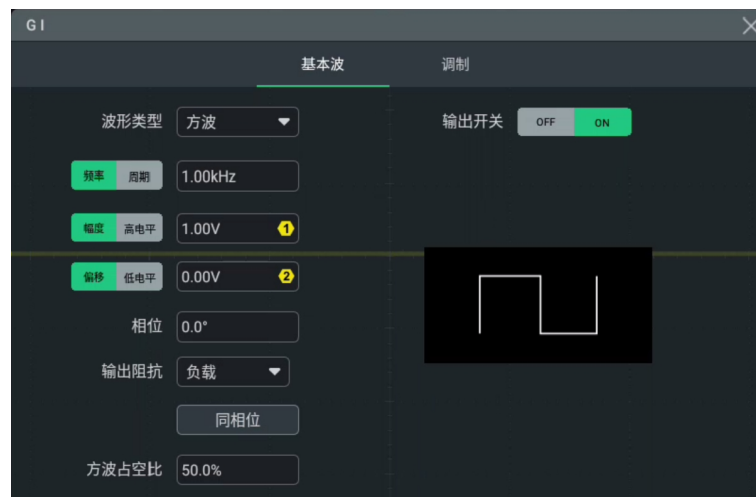 GI
基本波 调制
波形类型 方波 输出开关 OFF ON
频率 周期 1.00kHz
幅度 高电平 1.00V 1
偏移 低电平 0.00V 2
相位 0.0°
输出阻抗 负载
同相位
方波占空比 50.0%